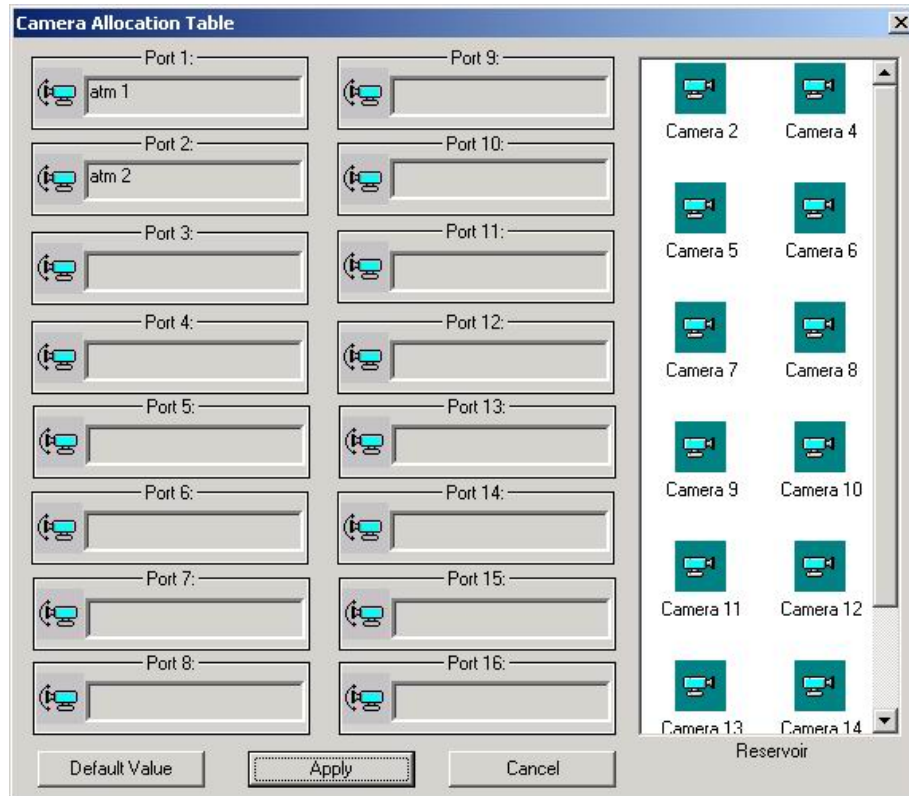 Camera Allocation Table
Port 1:
atm 1
Port 2:
atm 2
Port 3:
Port 4:
Port 5:
Port 6:
Port 7:
Port 8:
Port 9:
Port 10:
Port 11:
Port 12:
Port 13:
Port 14:
Port 15:
Port 16:
Camera 2 Camera 4
Camera 5 Camera 6
Camera 7 Camera 8
Camera 9 Camera 10
Camera 11 Camera 12
Camera 13 Camera 14
Reservoir
Default Value Apply Cancel